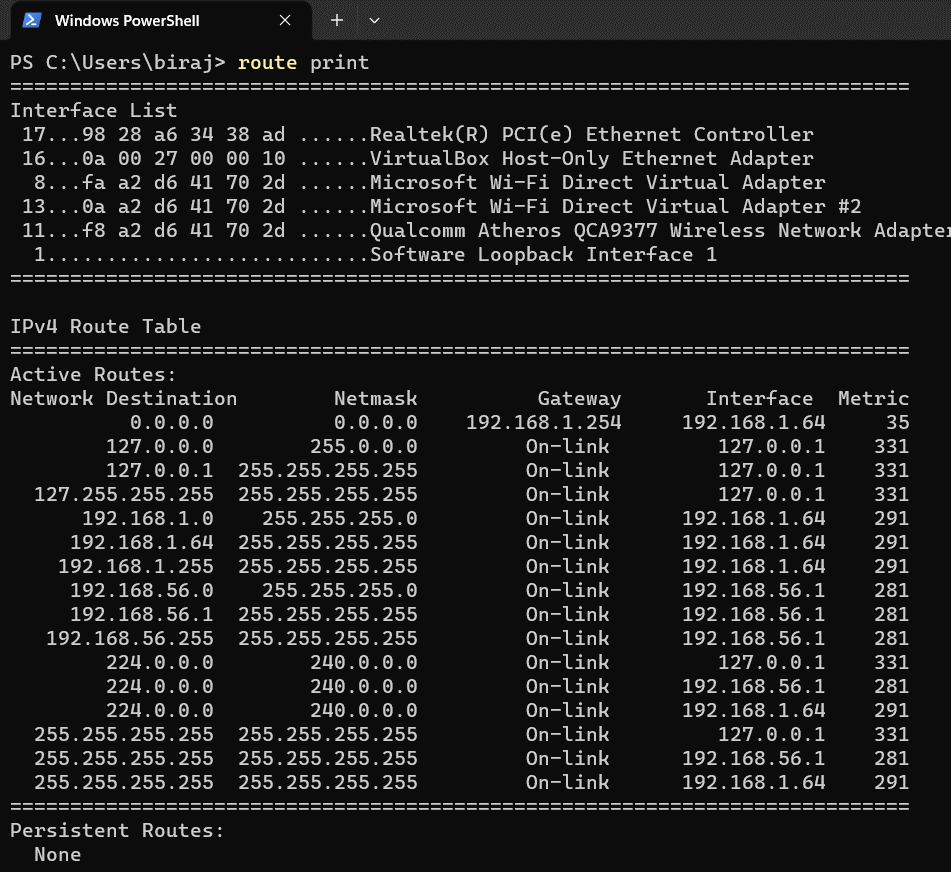 Windows PowerShell
PS C:\Users\biraj> route print
===========================================================================
Interface List
 17...98 28 a6 34 38 ad ......Realtek(R) PCI(e) Ethernet Controller
 16...0a 00 27 00 00 10 ......VirtualBox Host-Only Ethernet Adapter
  8...fa a2 d6 41 70 2d ......Microsoft Wi-Fi Direct Virtual Adapter
 13...0a a2 d6 41 70 2d ......Microsoft Wi-Fi Direct Virtual Adapter #2
 11...f8 a2 d6 41 70 2d ......Qualcomm Atheros QCA9377 Wireless Network Adapter
  1...........................Software Loopback Interface 1
===========================================================================
IPv4 Route Table
===========================================================================
Active Routes:
Network Destination        Netmask          Gateway       Interface  Metric
          0.0.0.0          0.0.0.0    192.168.1.254     192.168.1.64     35
        127.0.0.0        255.0.0.0         On-link         127.0.0.1    331
        127.0.0.1  255.255.255.255         On-link         127.0.0.1    331
  127.255.255.255  255.255.255.255         On-link         127.0.0.1    331
      192.168.1.0    255.255.255.0         On-link      192.168.1.64    291
     192.168.1.64  255.255.255.255         On-link      192.168.1.64    291
    192.168.1.255  255.255.255.255         On-link      192.168.1.64    291
     192.168.56.0    255.255.255.0         On-link      192.168.56.1    281
     192.168.56.1  255.255.255.255         On-link      192.168.56.1    281
   192.168.56.255  255.255.255.255         On-link      192.168.56.1    281
        224.0.0.0        240.0.0.0         On-link         127.0.0.1    331
        224.0.0.0        240.0.0.0         On-link      192.168.56.1    281
        224.0.0.0        240.0.0.0         On-link      192.168.1.64    291
  255.255.255.255  255.255.255.255         On-link         127.0.0.1    331
  255.255.255.255  255.255.255.255         On-link      192.168.56.1    281
  255.255.255.255  255.255.255.255         On-link      192.168.1.64    291
===========================================================================
Persistent Routes:
  None